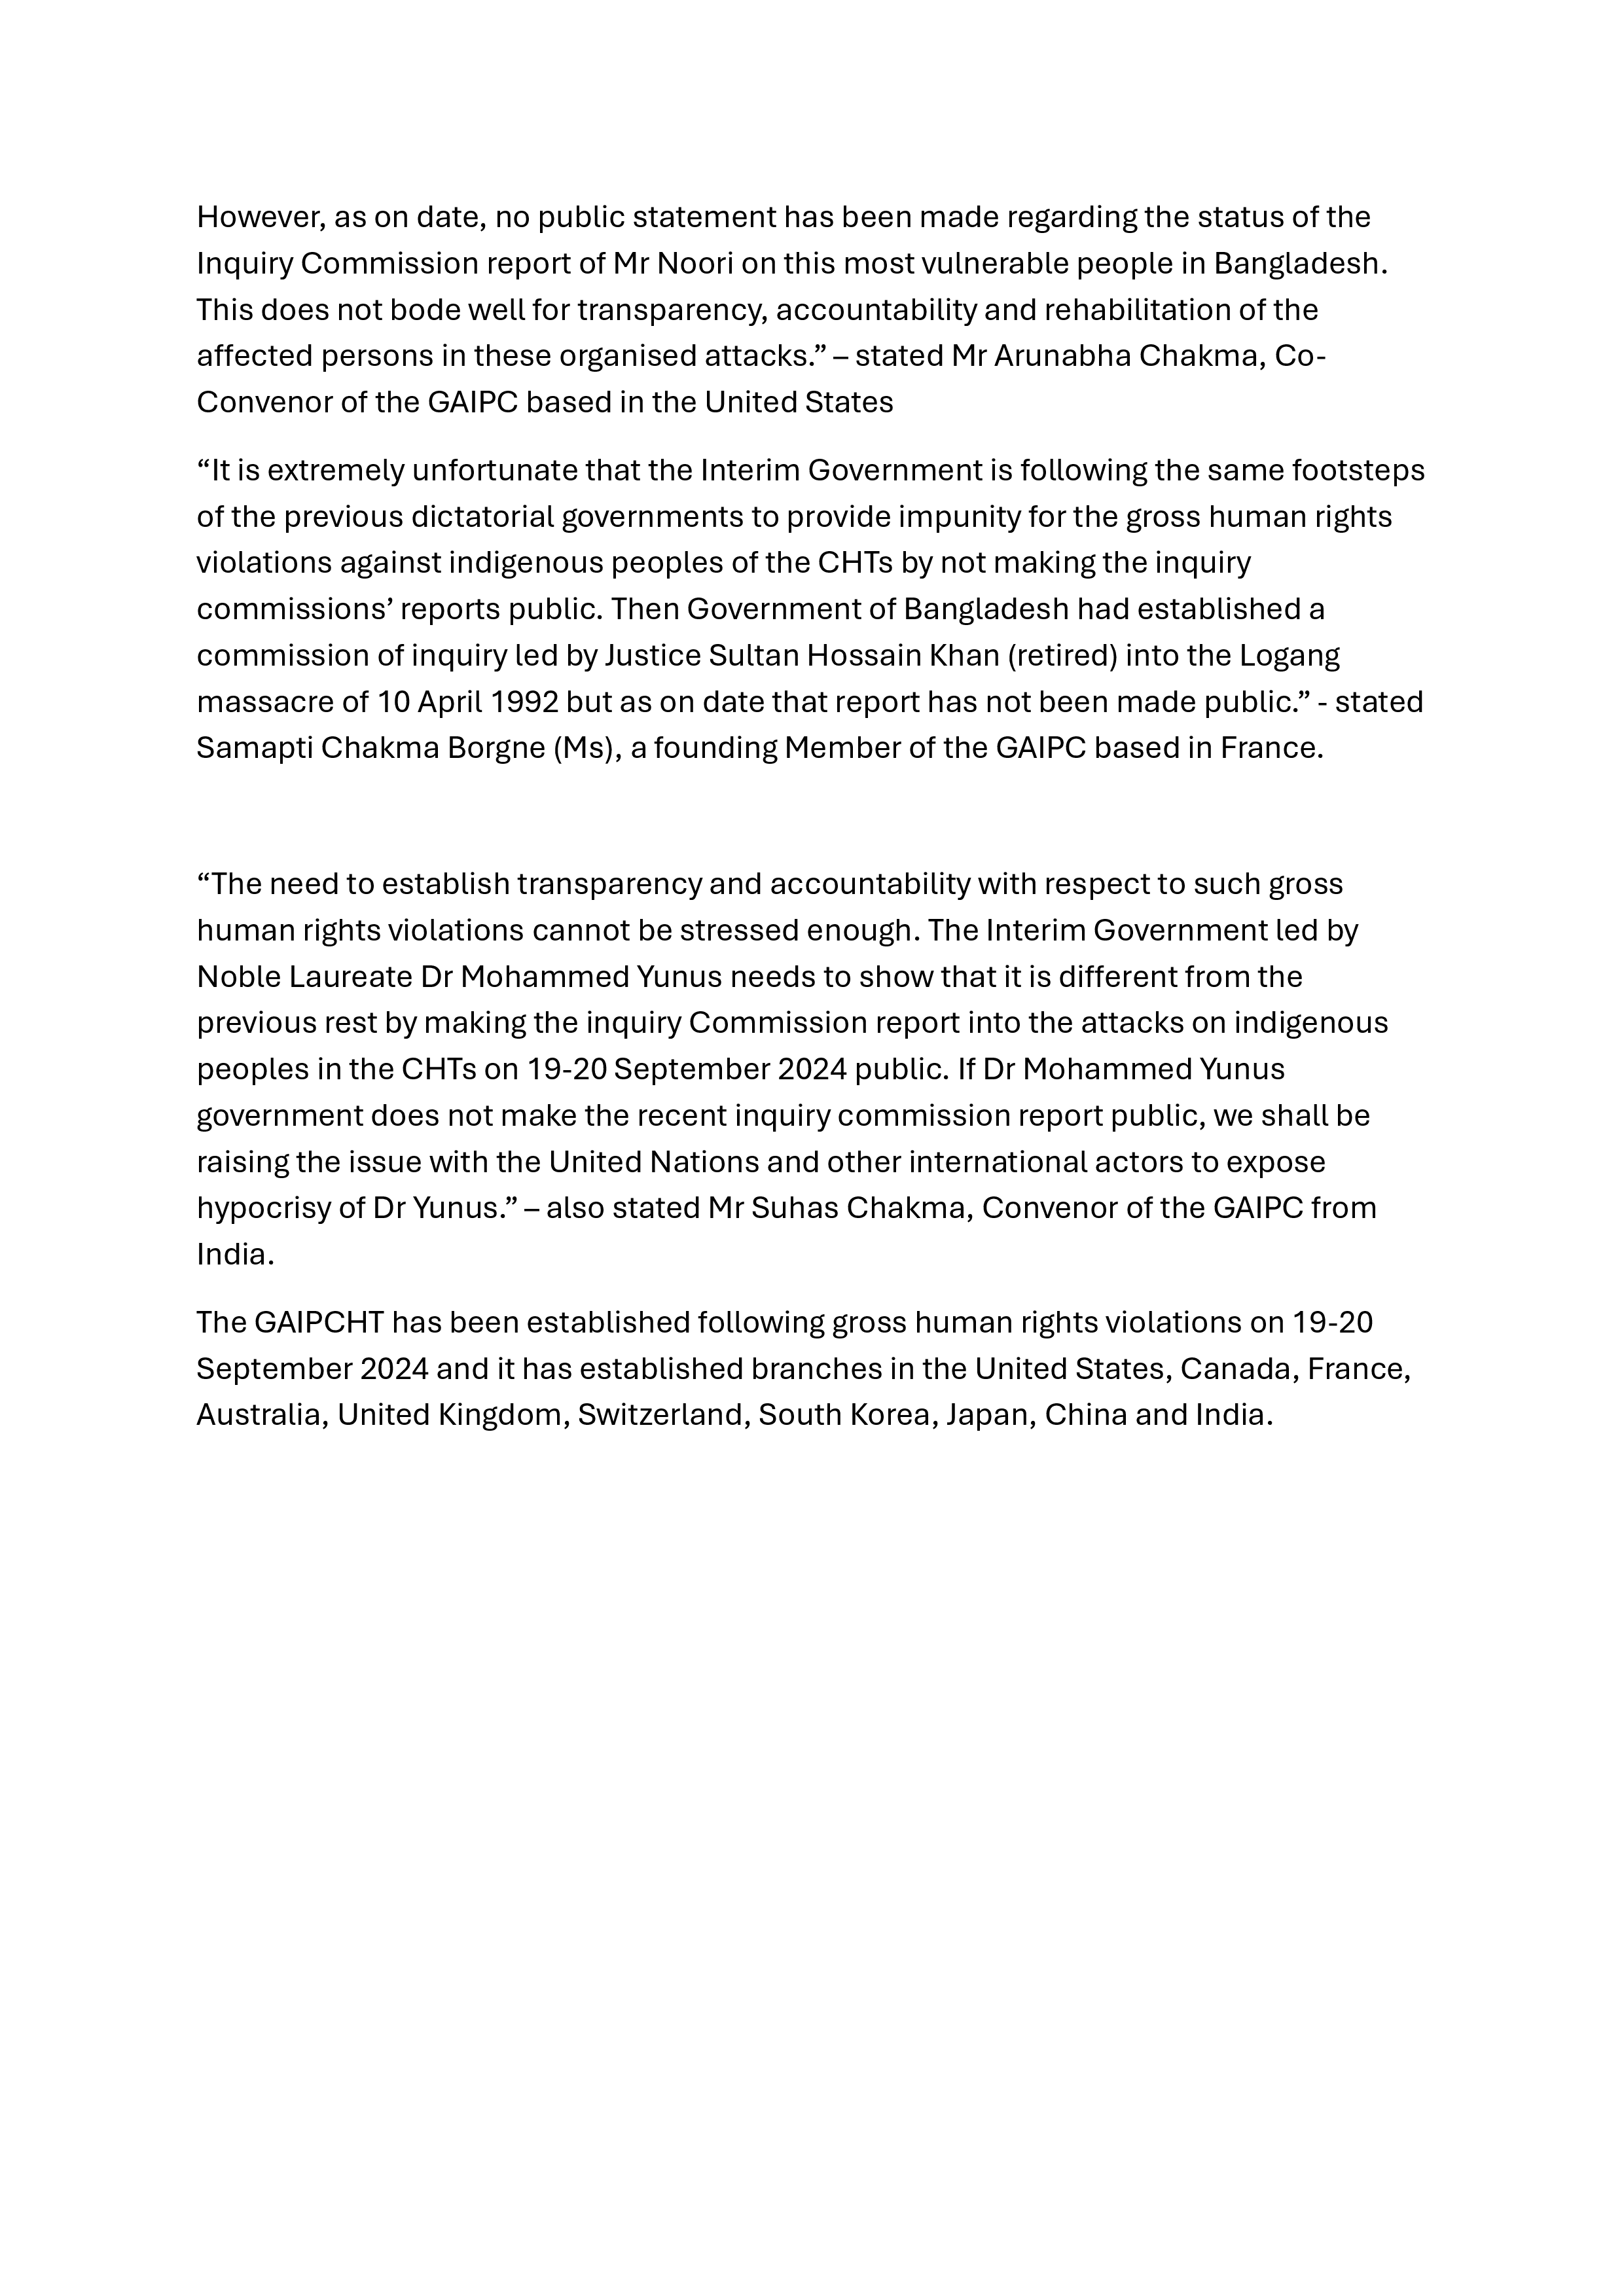 However, as on date, no public statement has been made regarding the status of the
Inquiry Commission report of Mr Noori on this most vulnerable people in Bangladesh.
This does not bode well for transparency, accountability and rehabilitation of the
affected persons in these organised attacks.” – stated Mr Arunabha Chakma, Co-
Convenor of the GAIPC based in the United States
“It is extremely unfortunate that the Interim Government is following the same footsteps
of the previous dictatorial governments to provide impunity for the gross human rights
violations against indigenous peoples of the CHTs by not making the inquiry
commissions’ reports public. Then Government of Bangladesh had established a
commission of inquiry led by Justice Sultan Hossain Khan (retired) into the Logang
massacre of 10 April 1992 but as on date that report has not been made public.” - stated
Samapti Chakma Borgne (Ms), a founding Member of the GAIPC based in France.
“The need to establish transparency and accountability with respect to such gross
human rights violations cannot be stressed enough. The Interim Government led by
Noble Laureate Dr Mohammed Yunus needs to show that it is different from the
previous rest by making the inquiry Commission report into the attacks on indigenous
peoples in the CHTs on 19-20 September 2024 public. If Dr Mohammed Yunus
government does not make the recent inquiry commission report public, we shall be
raising the issue with the United Nations and other international actors to expose
hypocrisy of Dr Yunus.” – also stated Mr Suhas Chakma, Convenor of the GAIPC from
India.
The GAIPCHT has been established following gross human rights violations on 19-20
September 2024 and it has established branches in the United States, Canada, France,
Australia, United Kingdom, Switzerland, South Korea, Japan, China and India.